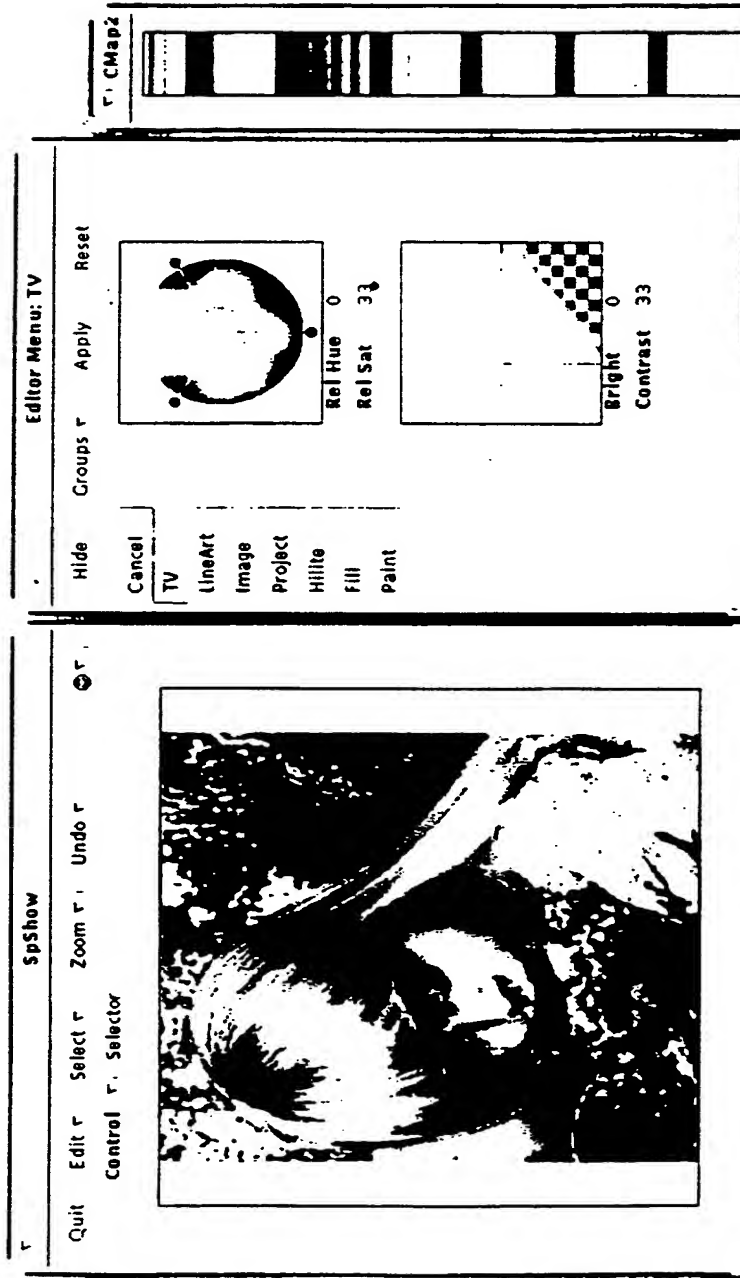 SpShow
Quit Edit Select Zoom Undo
Control Selector
Editor Menu: TV
Hide Groups Apply Reset
Cancel
TV
LineArt
Image
Project
Hilite
Fill
Paint
Rel Hue 0
Rel Sat 33
Bright 0
Contrast 33
CMap2